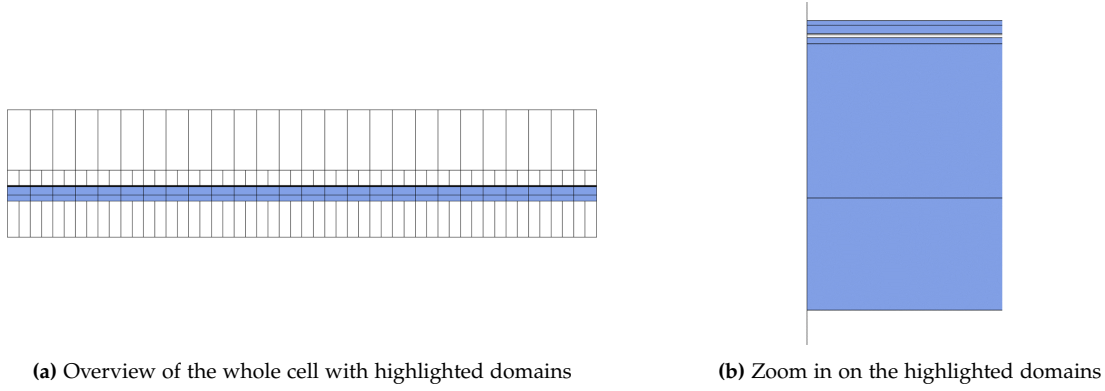 (a) Overview of the whole cell with highlighted domains
(b) Zoom in on the highlighted domains